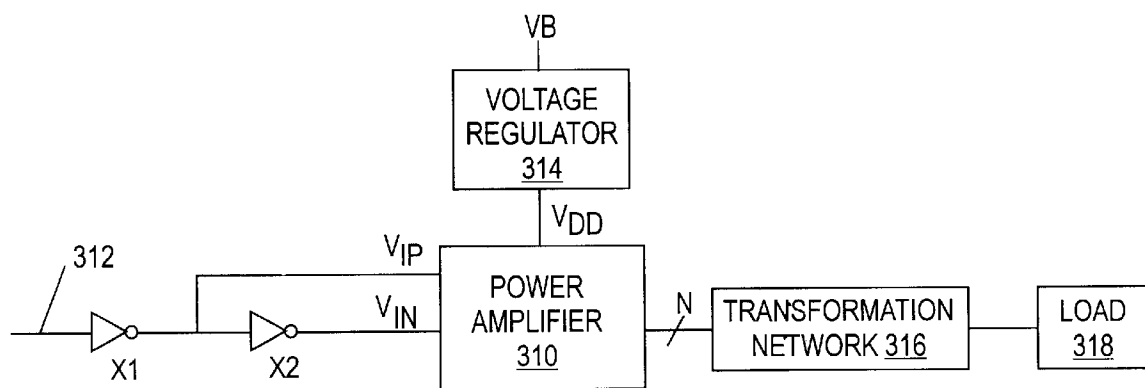 VB
VOLTAGE
REGULATOR
314
VDD
312
VIP
VIN
X1
X2
POWER
AMPLIFIER
310
N
TRANSFORMATION
NETWORK 316
LOAD
318